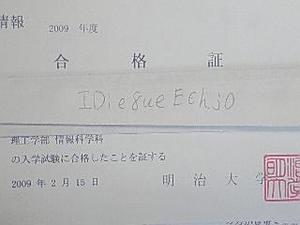 情報 2009 年度
合格証
IDiegueEchjo
理工学部 情報科学科
の入学試験に合格したことを証する
2009 年 2 月 15 日 明治大学